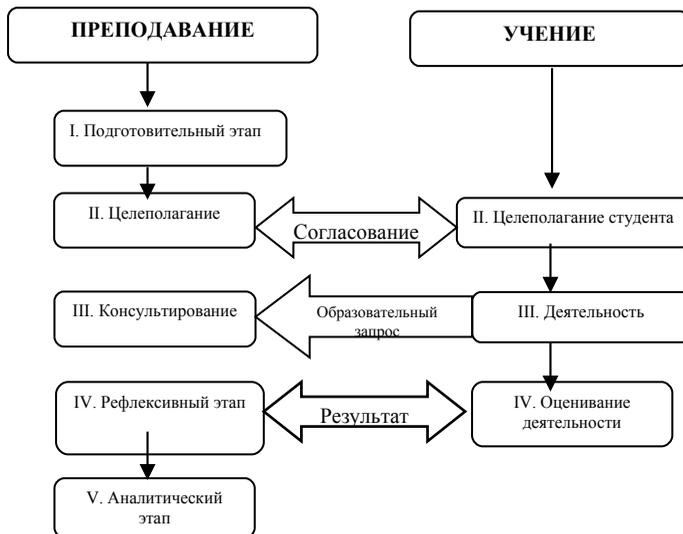 ПРЕПОДАВАНИЕ
УЧЕНИЕ
I. Подготовительный этап
II. Целеполагание
Согласование
II. Целеполагание студента
III. Консультирование
Образовательный
запрос
III. Деятельность
IV. Рефлексивный этап
Результат
IV. Оценивание
деятельности
V. Аналитический
этап